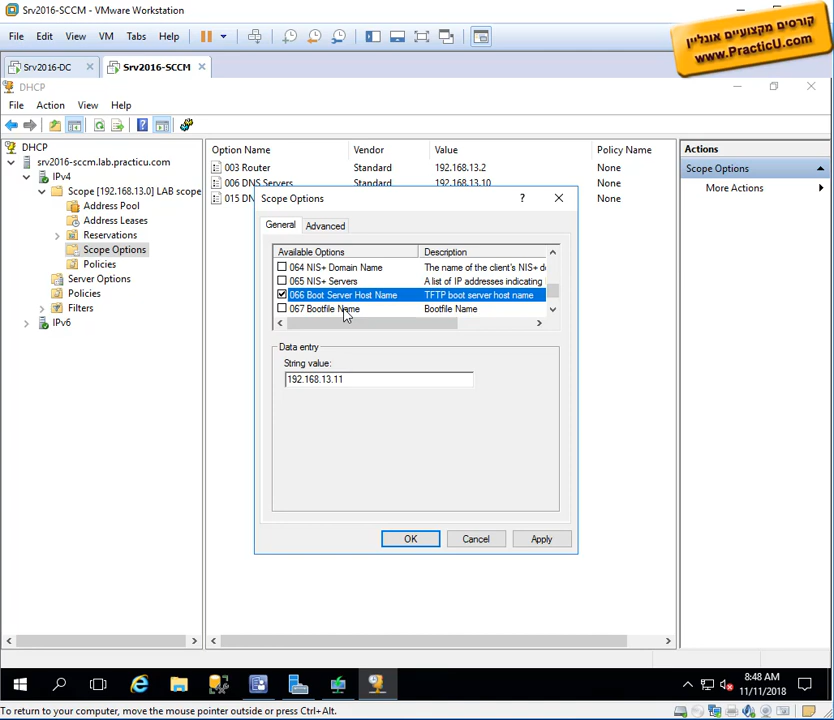 Srv2016-SCCM - VMware Workstation
קורסים מקצועיים אונליין
www.PracticU.com
File Edit View VM Tabs Help
Srv2016-DC Srv2016-SCCM
DHCP
File Action View Help
DHCP
srv2016-sccm.lab.practicu.com
IPv4
Scope [192.168.13.0] LAB scope
Address Pool
Address Leases
Reservations
Scope Options
Policies
Server Options
Policies
Filters
IPv6
Option Name Vendor Value Policy Name
003 Router Standard 192.168.13.2 None
006 DNS Servers Standard 192.168.13.10 None
015 DN None
Actions
Scope Options
More Actions
Scope Options
General Advanced
Available Options Description
064 NIS+ Domain Name The name of the client's NIS+ d
065 NIS+ Servers A list of IP addresses indicating
066 Boot Server Host Name TFTP boot server host name
067 Bootfile Name Bootfile Name
Data entry
String value:
192.168.13.11
OK Cancel Apply
8:48 AM
11/11/2018
To return to your computer, move the mouse pointer outside or press Ctrl+Alt.